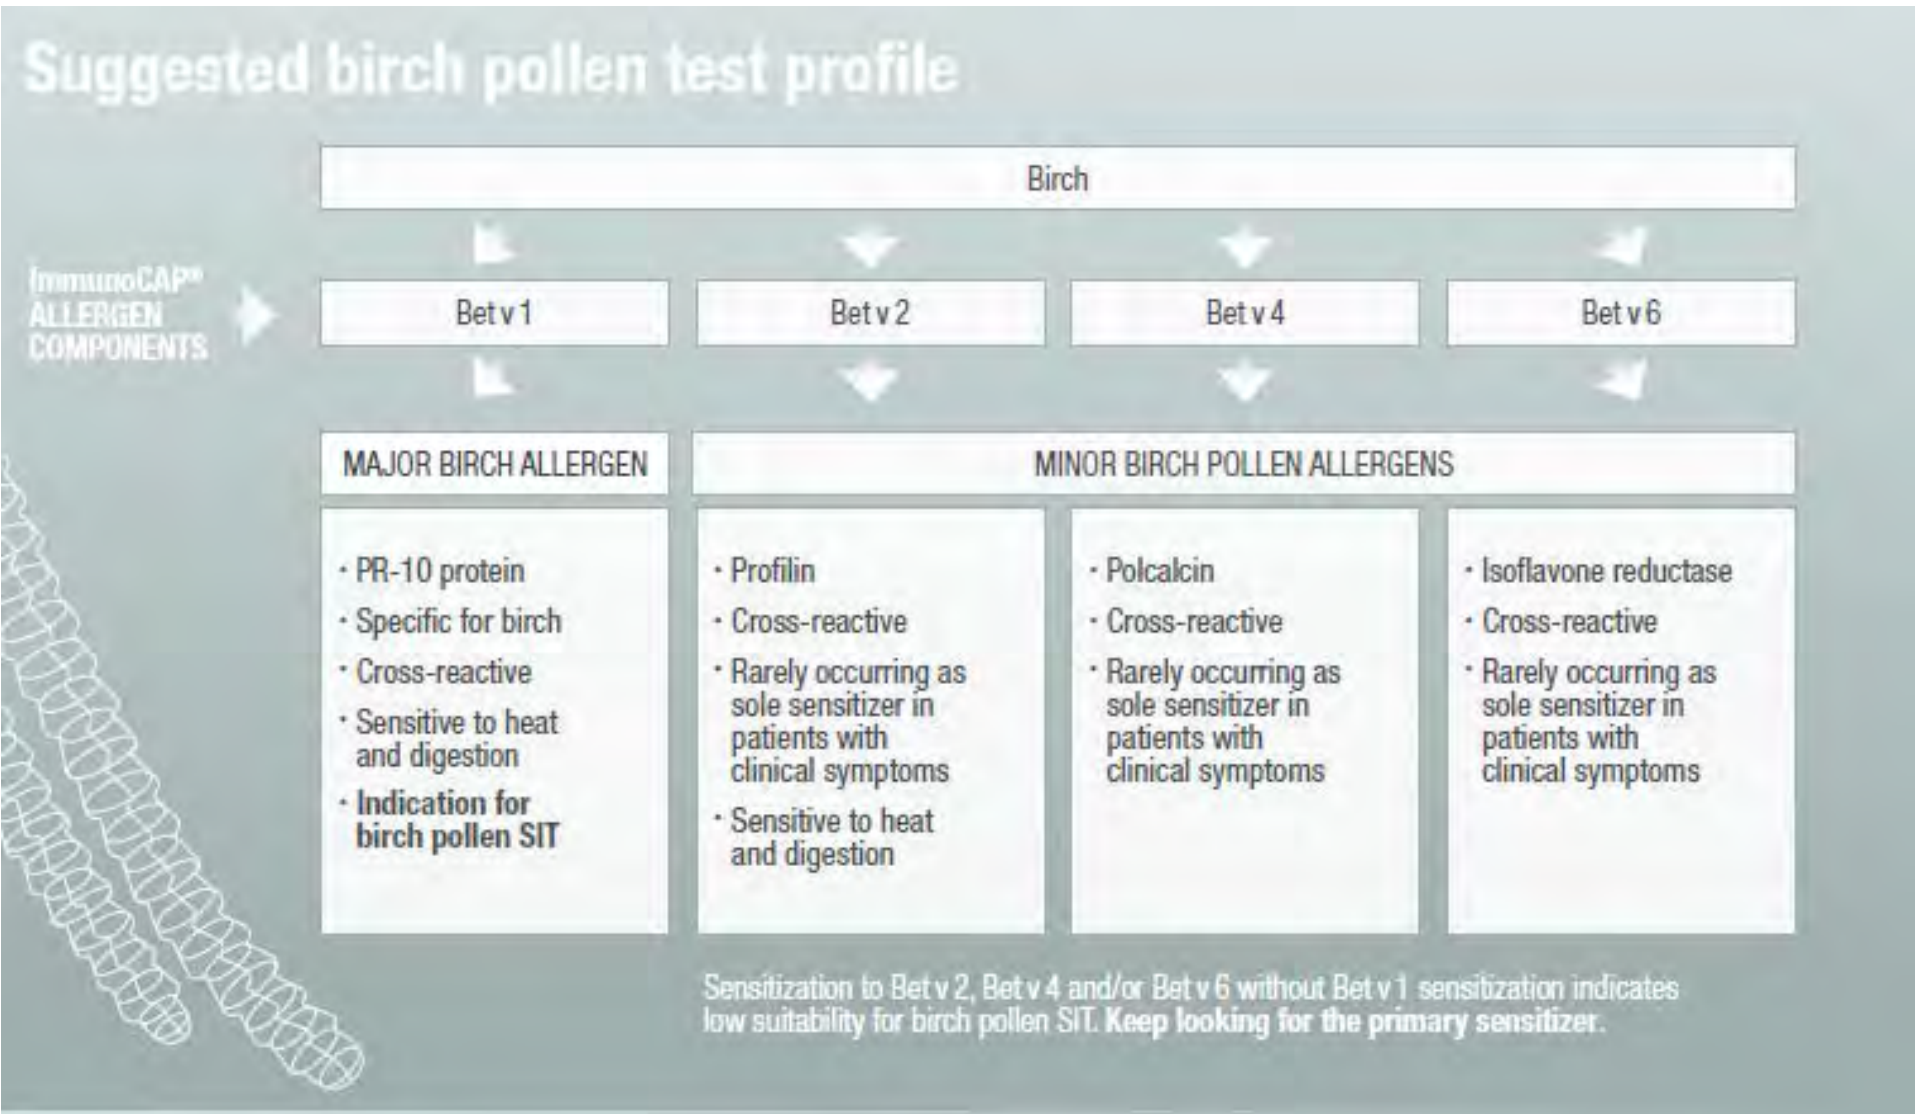 Suggested birch pollen test profile
Birch
ImmunoCAP®
ALLERGEN
COMPONENTS
Bet v 1
Bet v 2
Bet v 4
Bet v 6
MAJOR BIRCH ALLERGEN
MINOR BIRCH POLLEN ALLERGENS
· PR-10 protein
· Specific for birch
· Cross-reactive
· Sensitive to heat
and digestion
· Indication for
birch pollen SIT
· Profilin
· Cross-reactive
· Rarely occurring as
sole sensitizer in
patients with
clinical symptoms
· Sensitive to heat
and digestion
· Polcalcin
· Cross-reactive
· Rarely occurring as
sole sensitizer in
patients with
clinical symptoms
· Isoflavone reductase
· Cross-reactive
· Rarely occurring as
sole sensitizer in
patients with
clinical symptoms
Sensitization to Bet v 2, Bet v 4 and/or Bet v 6 without Bet v 1 sensitization indicates
low suitability for birch pollen SIT. Keep looking for the primary sensitizer.